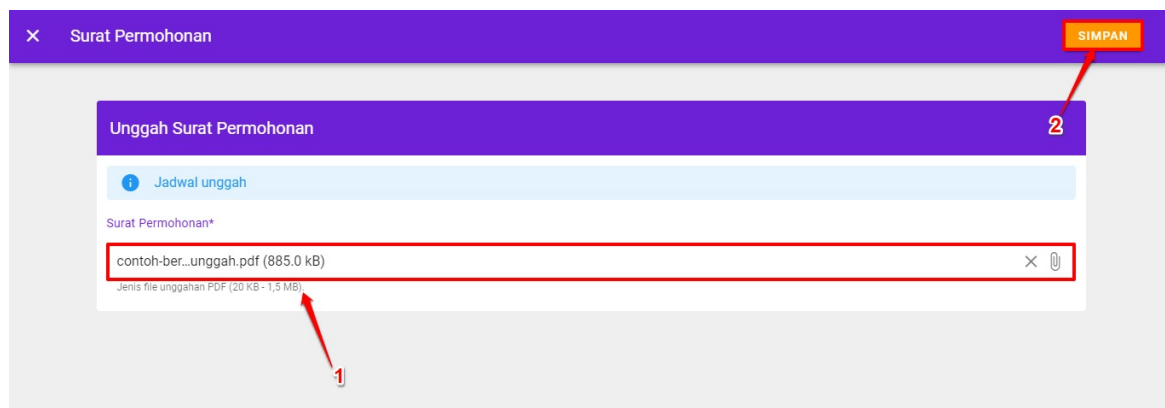 Surat Permohonan
SIMPAN
Unggah Surat Permohonan
2
Jadwal unggah
Surat Permohonan*
contoh-ber...unggah.pdf (885.0 kB)
Jenis file unggahan PDF (20 KB - 1,5 MB).
1